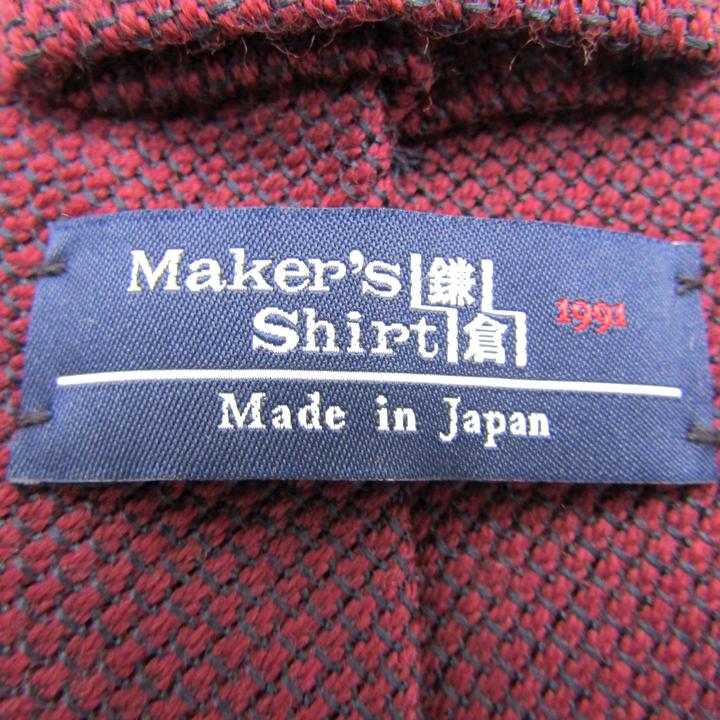 Maker's 鎌
Shirt 倉 1991
Made in Japan